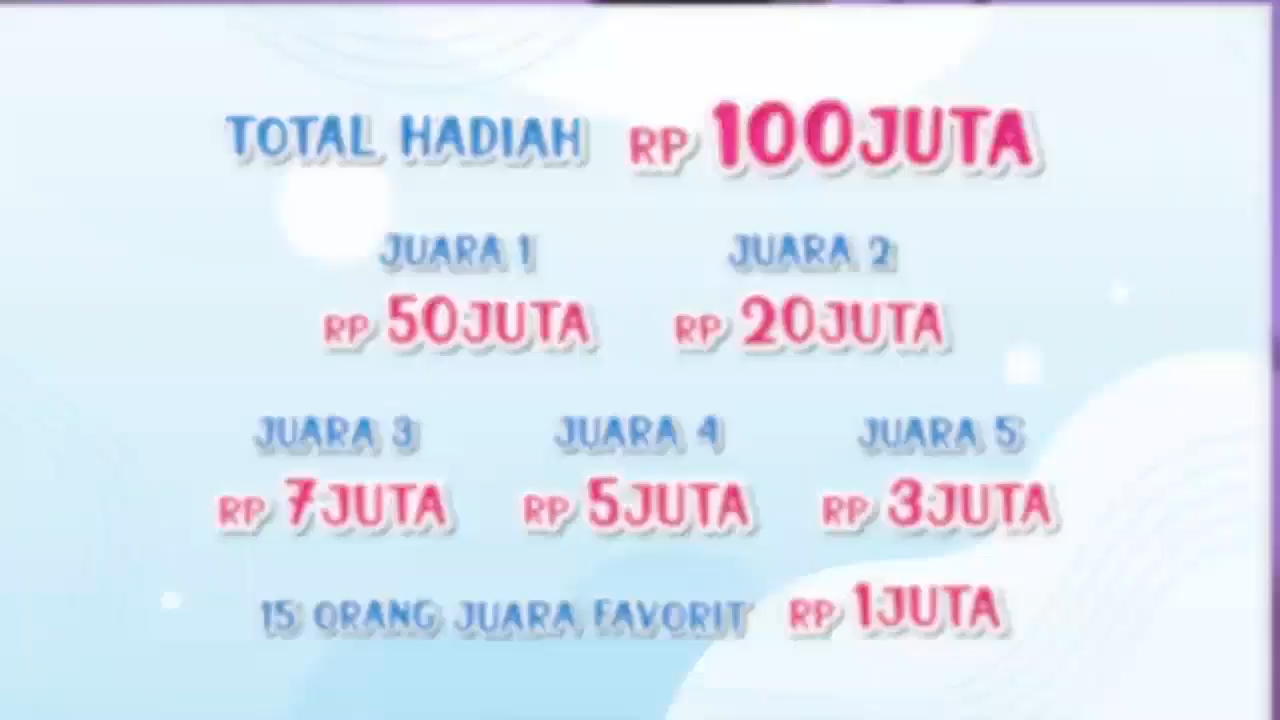 TOTAL HADIAH RP 100JUTA
JUARA 1 JUARA 2
RP 50JUTA RP 20JUTA
JUARA 3 JUARA 4 JUARA 5
RP 7JUTA RP 5JUTA RP 3JUTA
15 ORANG JUARA FAVORIT RP 1JUTA